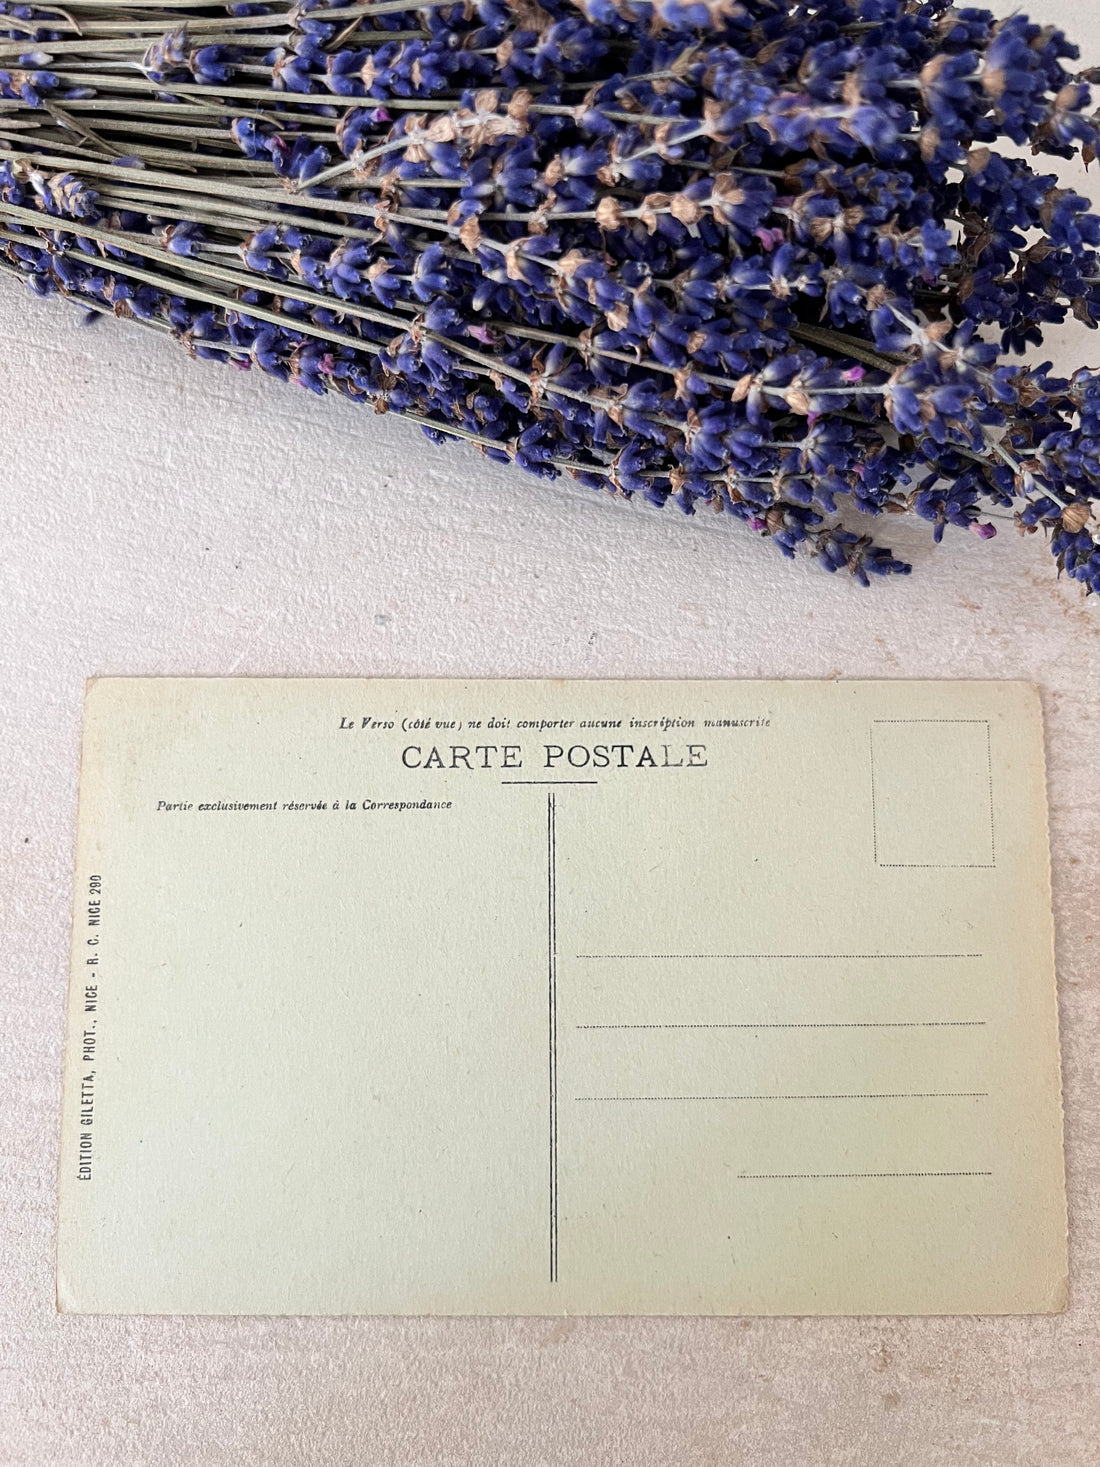 Le Verso (côté vue) ne doit comporter aucune inscription manuscrite
CARTE POSTALE
Partie exclusivement réservée à la Correspondance
ÉDITION GILETTA, PHOT., NICE - R. C. NICE 290